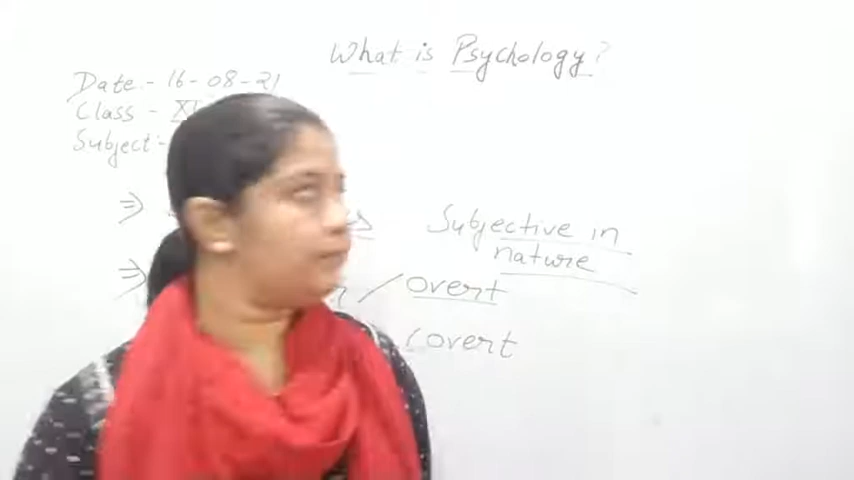 What is Psychology?
Date:- 16-08-21
Class - XI
Subject:-
⇒ Subjective in
nature
⇒ / overt
covert